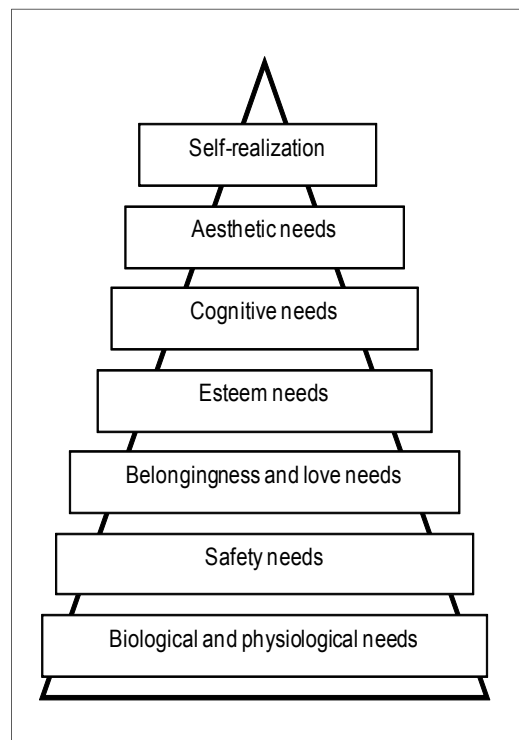 Self-realization
Aesthetic needs
Cognitive needs
Esteem needs
Belongingness and love needs
Safety needs
Biological and physiological needs